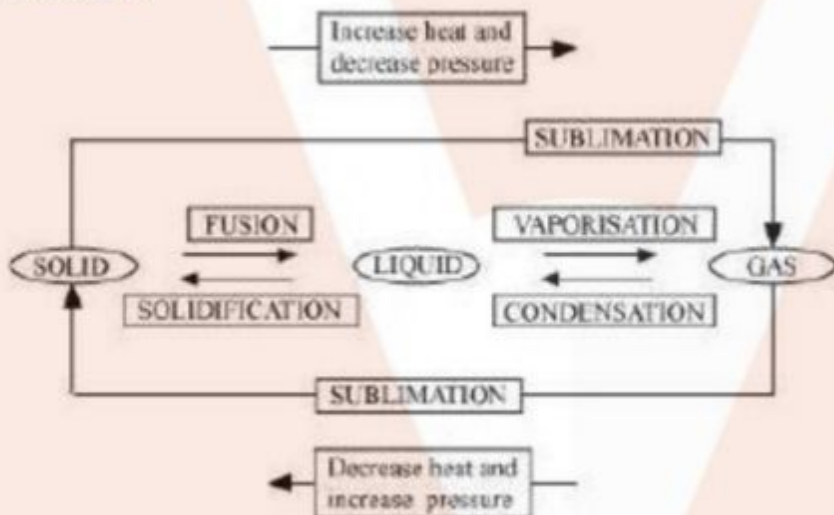 Increase heat and
decrease pressure
SUBLIMATION
FUSION
VAPORISATION
SOLID
LIQUID
GAS
SOLIDIFICATION
CONDENSATION
SUBLIMATION
Decrease heat and
increase pressure